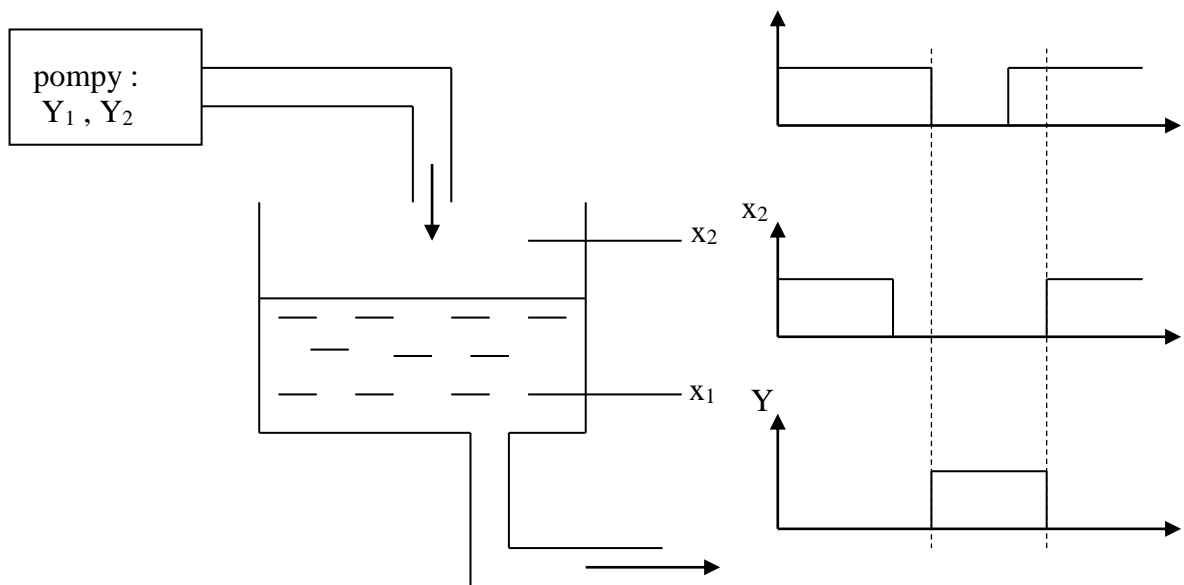 pompy :
Y₁ , Y₂
x₂
x₁
x₂
Y